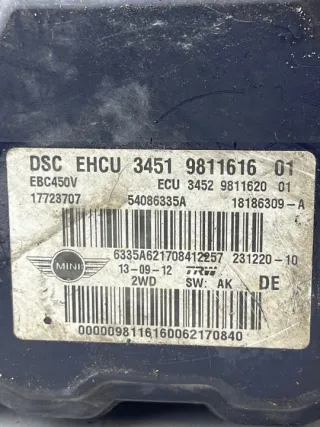 DSC EHCU 3451 9811616 01
EBC450V ECU 3452 9811620 01
17723707 54086335A 18186309-A
6335A621708412257 231220-10
MINI 13-09-12 TRW
2WD SW: AK DE
00000981161600621708​40